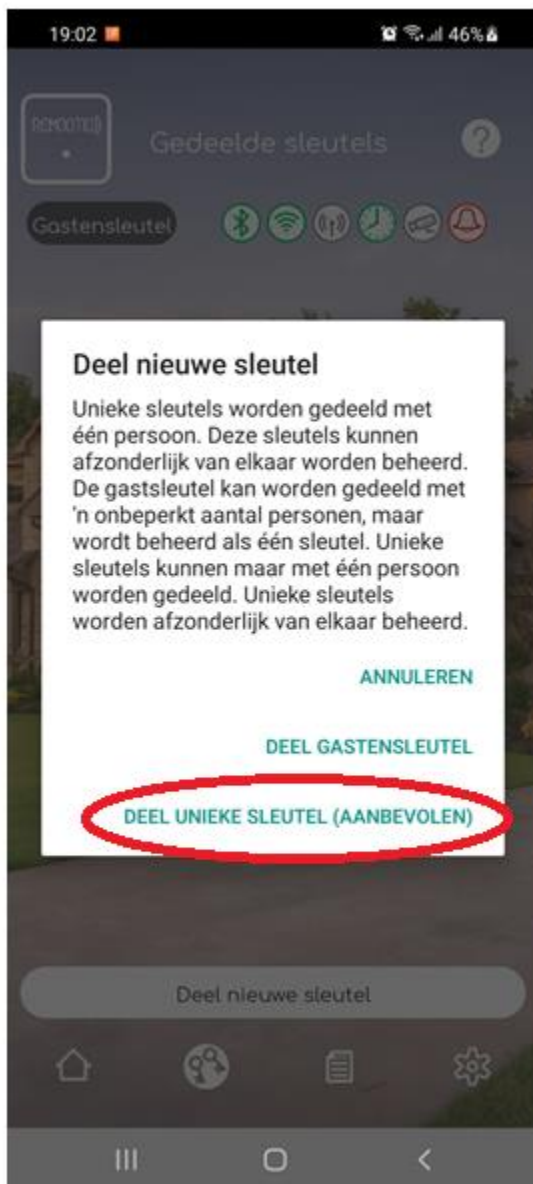 19:02
46%
REMOOTIO
Gedeelde sleutels
?
Gastensleutel
Deel nieuwe sleutel
Unieke sleutels worden gedeeld met
één persoon. Deze sleutels kunnen
afzonderlijk van elkaar worden beheerd.
De gastsleutel kan worden gedeeld met
'n onbeperkt aantal personen, maar
wordt beheerd als één sleutel. Unieke
sleutels kunnen maar met één persoon
worden gedeeld. Unieke sleutels
worden afzonderlijk van elkaar beheerd.
ANNULEREN
DEEL GASTENSLEUTEL
DEEL UNIEKE SLEUTEL (AANBEVOLEN)
Deel nieuwe sleutel